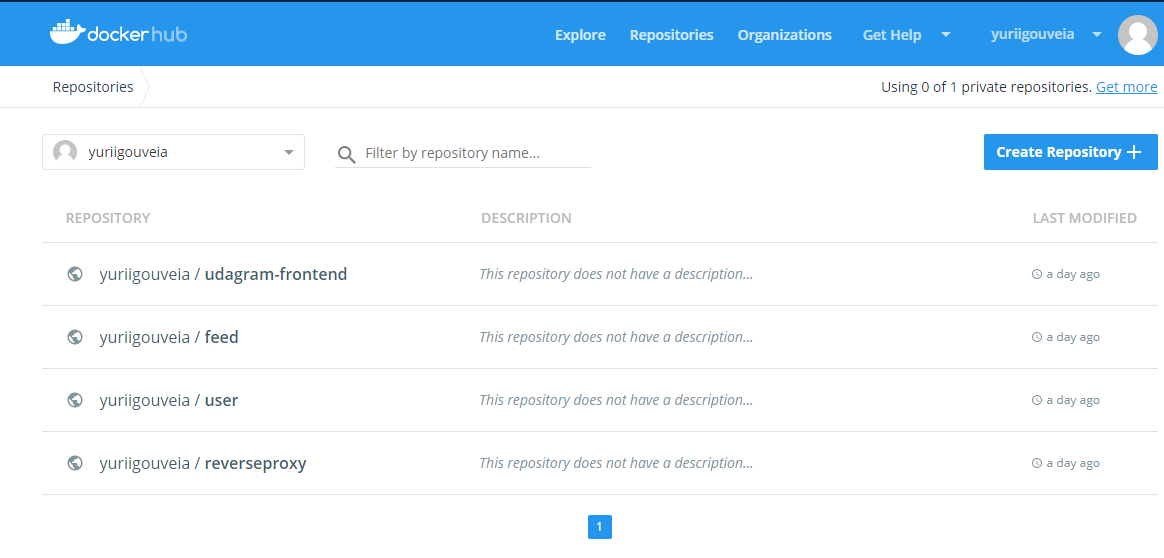 dockerhub Explore Repositories Organizations Get Help yuriigouveia
Repositories Using 0 of 1 private repositories. Get more
yuriigouveia Filter by repository name... Create Repository +
REPOSITORY DESCRIPTION LAST MODIFIED
yuriigouveia / udagram-frontend This repository does not have a description... a day ago
yuriigouveia / feed This repository does not have a description... a day ago
yuriigouveia / user This repository does not have a description... a day ago
yuriigouveia / reverseproxy This repository does not have a description... a day ago
1